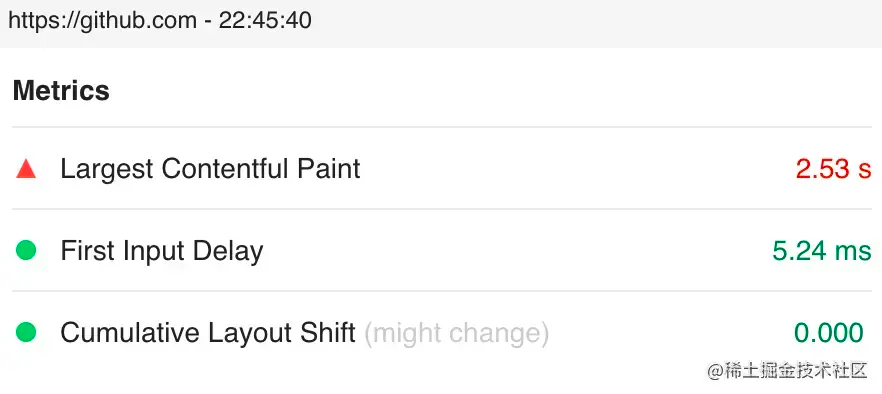 https://github.com - 22:45:40
Metrics
Largest Contentful Paint 2.53 s
First Input Delay 5.24 ms
Cumulative Layout Shift (might change) 0.000
@稀土掘金技术社区